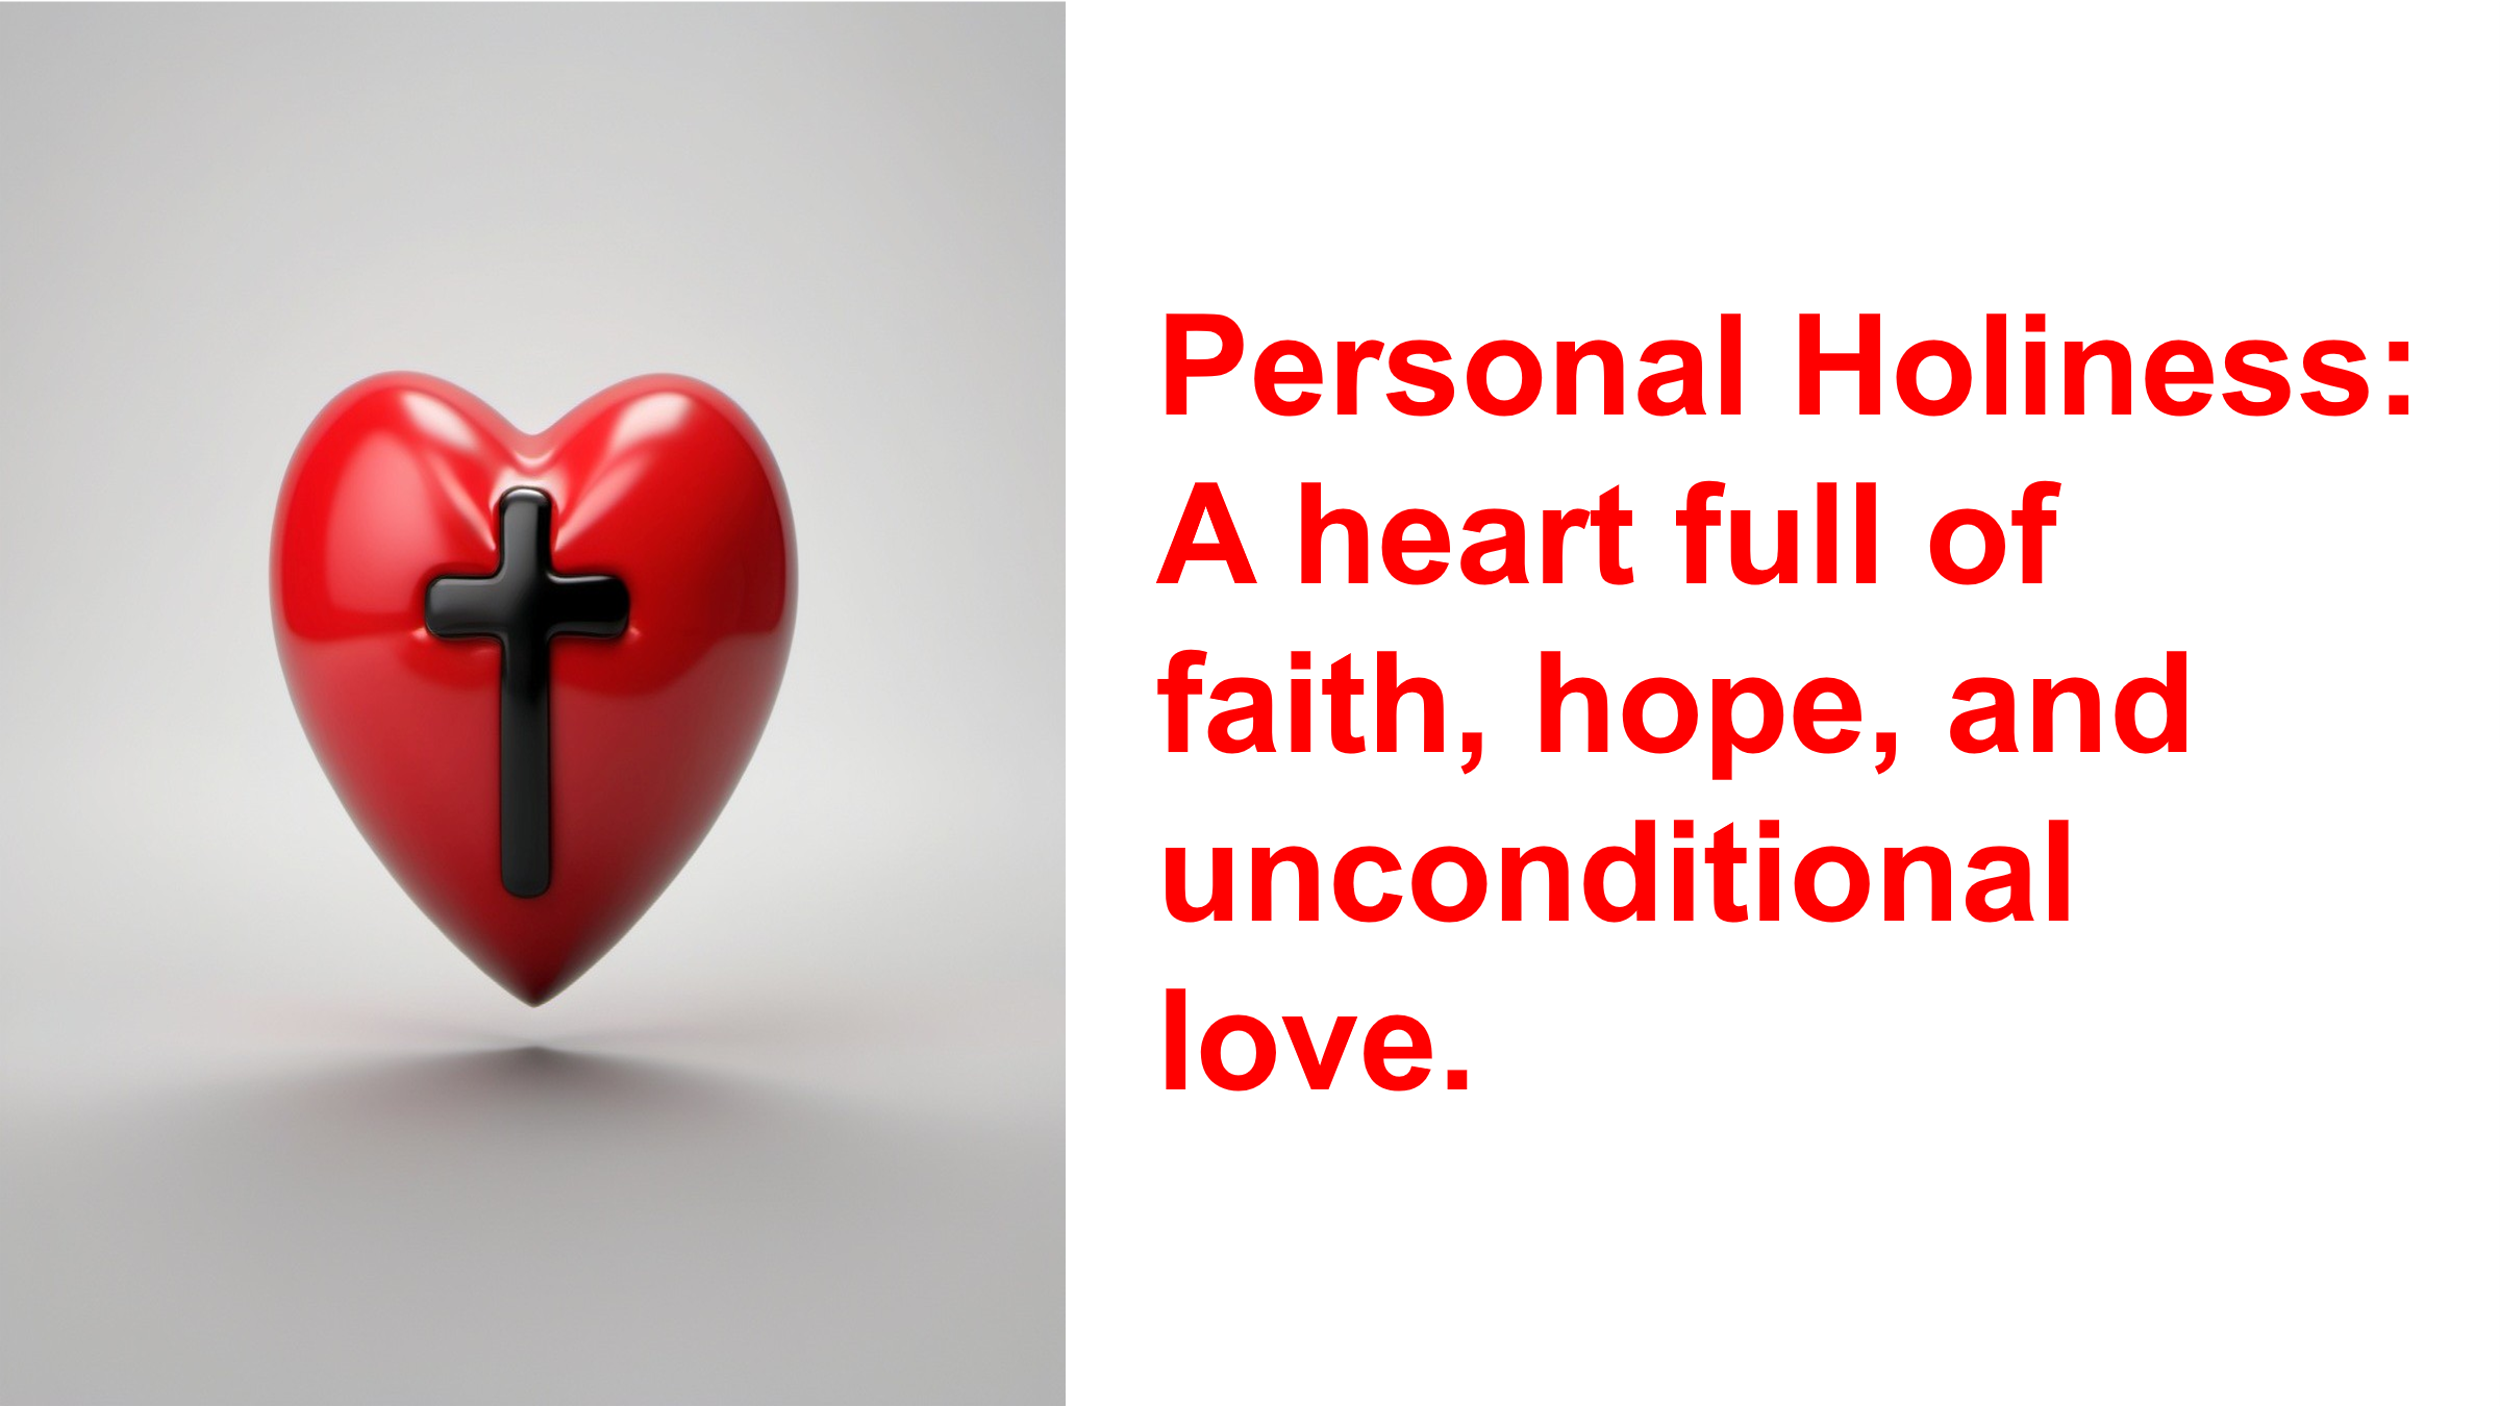 Personal Holiness:
A heart full of
faith, hope, and
unconditional
love.